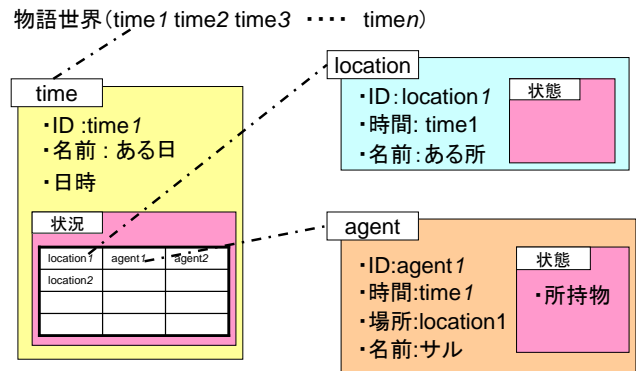 物語世界(time1 time2 time3 ・・・・ timen)
time
・ID :time1
・名前 : ある日
・日時
状況
location1 agent1 agent2
location2
location
・ID:location1
・時間: time1
・名前:ある所
状態
agent
・ID:agent1
・時間:time1
・場所:location1
・名前:サル
状態
・所持物